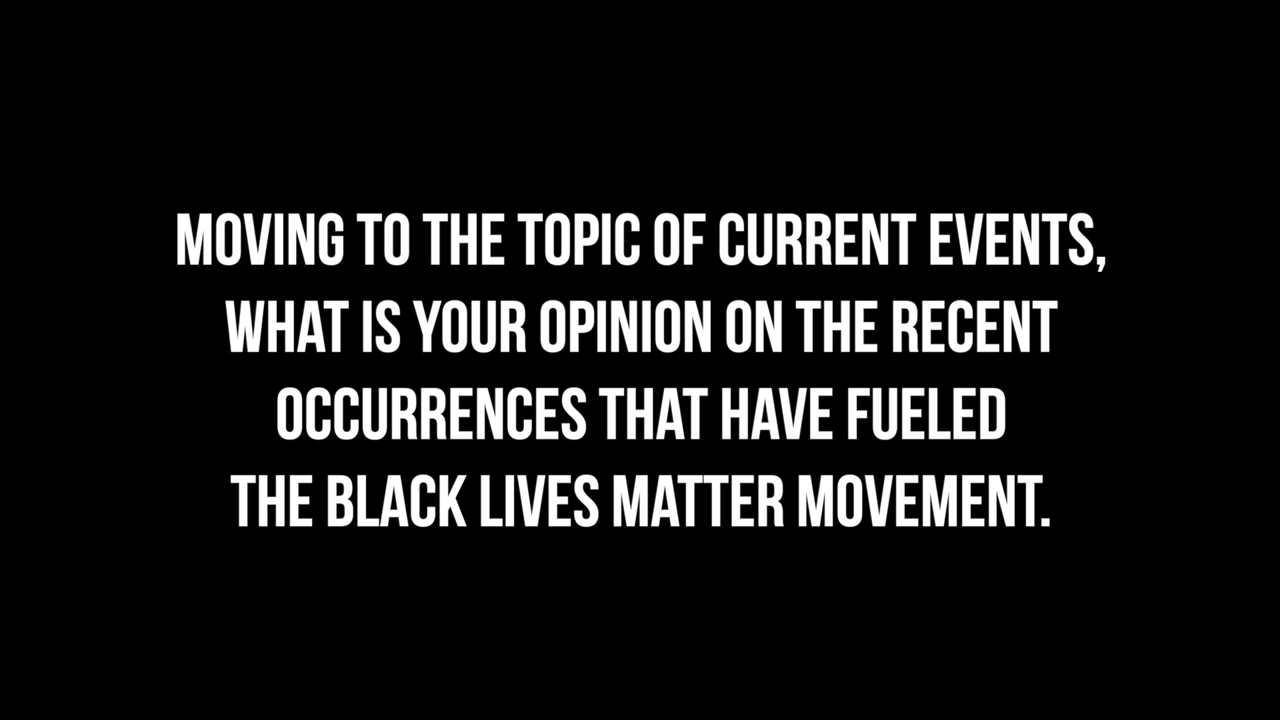 MOVING TO THE TOPIC OF CURRENT EVENTS,
WHAT IS YOUR OPINION ON THE RECENT
OCCURRENCES THAT HAVE FUELED
THE BLACK LIVES MATTER MOVEMENT.